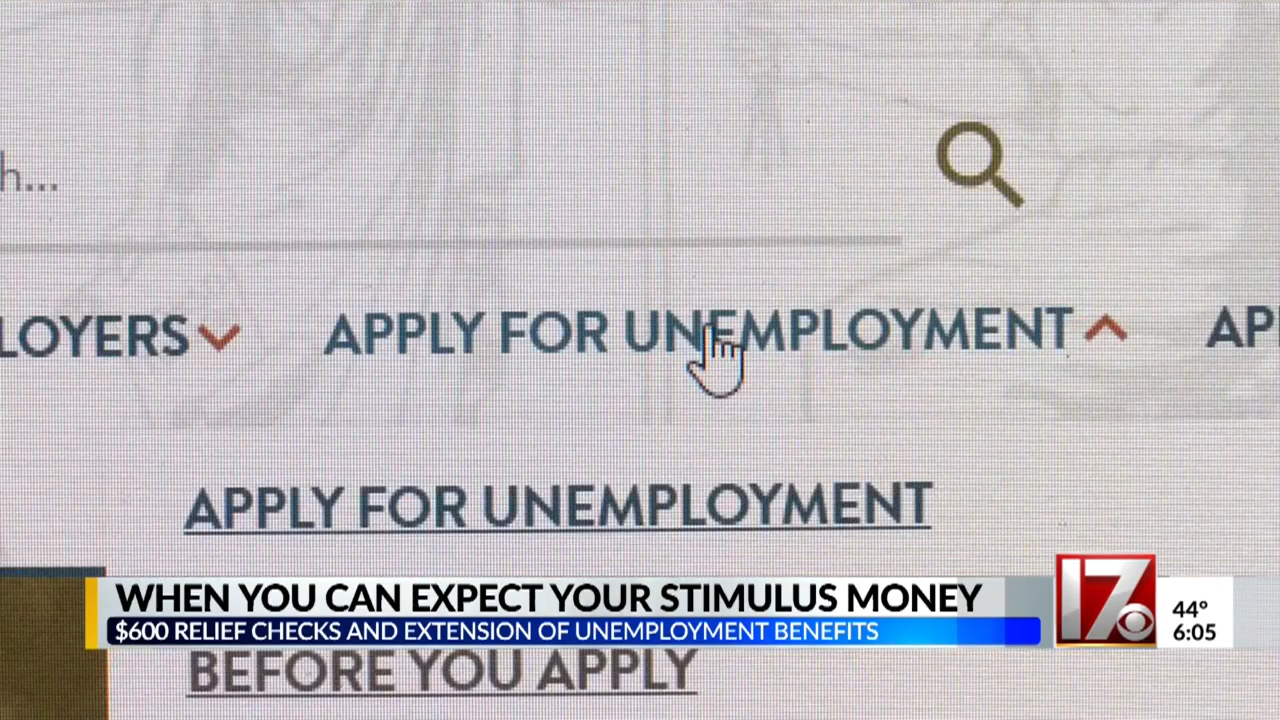 h...
LOYERS APPLY FOR UNEMPLOYMENT AP
APPLY FOR UNEMPLOYMENT
WHEN YOU CAN EXPECT YOUR STIMULUS MONEY
$600 RELIEF CHECKS AND EXTENSION OF UNEMPLOYMENT BENEFITS
17
44°
6:05
BEFORE YOU APPLY